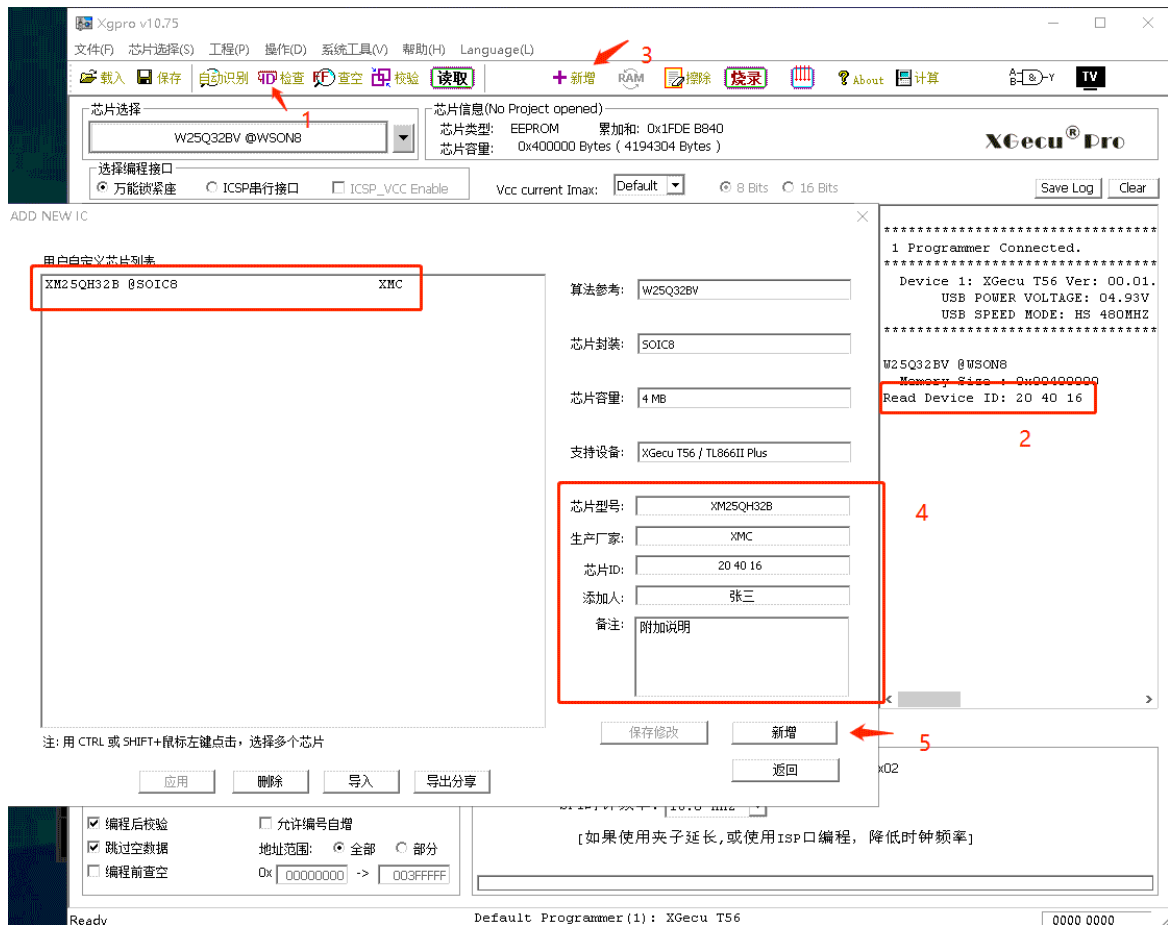 Xgpro v10.75
文件(F) 芯片选择(S) 工程(P) 操作(D) 系统工具(V) 帮助(H) Language(L)
3
载入 保存 自动识别 检查 查空 校验 读取 新增 RAM 擦除 烧录 About 计算 TV
1
芯片选择
W25Q32BV @WSON8
芯片信息(No Project opened)
芯片类型: EEPROM 累加和: 0x1FDE B840
芯片容量: 0x400000 Bytes ( 4194304 Bytes )
XGecu® Pro
选择编程接口
万能锁紧座 ICSP串行接口 ICSP_VCC Enable
Vcc current Imax: Default 8 Bits 16 Bits
Save Log Clear
ADD NEW IC
用户自定义芯片列表
XM25QH32B @SOIC8 XMC
算法参考: W25Q32BV
芯片封装: SOIC8
芯片容量: 4 MB
支持设备: XGecu T56 / TL866II Plus
芯片型号: XM25QH32B
生产厂家: XMC
芯片ID: 20 40 16
添加人: 张三
备注: 附加说明
4
保存修改 新增
5
返回
注: 用 CTRL 或 SHIFT+鼠标左键点击，选择多个芯片
应用 删除 导入 导出分享
********************************
1 Programmer Connected.
********************************
Device 1: XGecu T56 Ver: 00.01.
USB POWER VOLTAGE: 04.93V
USB SPEED MODE: HS 480MHZ
********************************
W25Q32BV @WSON8
Memory Size : 0x00400000
Read Device ID: 20 40 16
2
x02
编程后校验 允许编号自增
跳过空数据 地址范围: 全部 部分
编程前查空 0x 00000000 -> 003FFFFF
[如果使用夹子延长,或使用ISP口编程，降低时钟频率]
Ready Default Programmer(1): XGecu T56 0000 0000